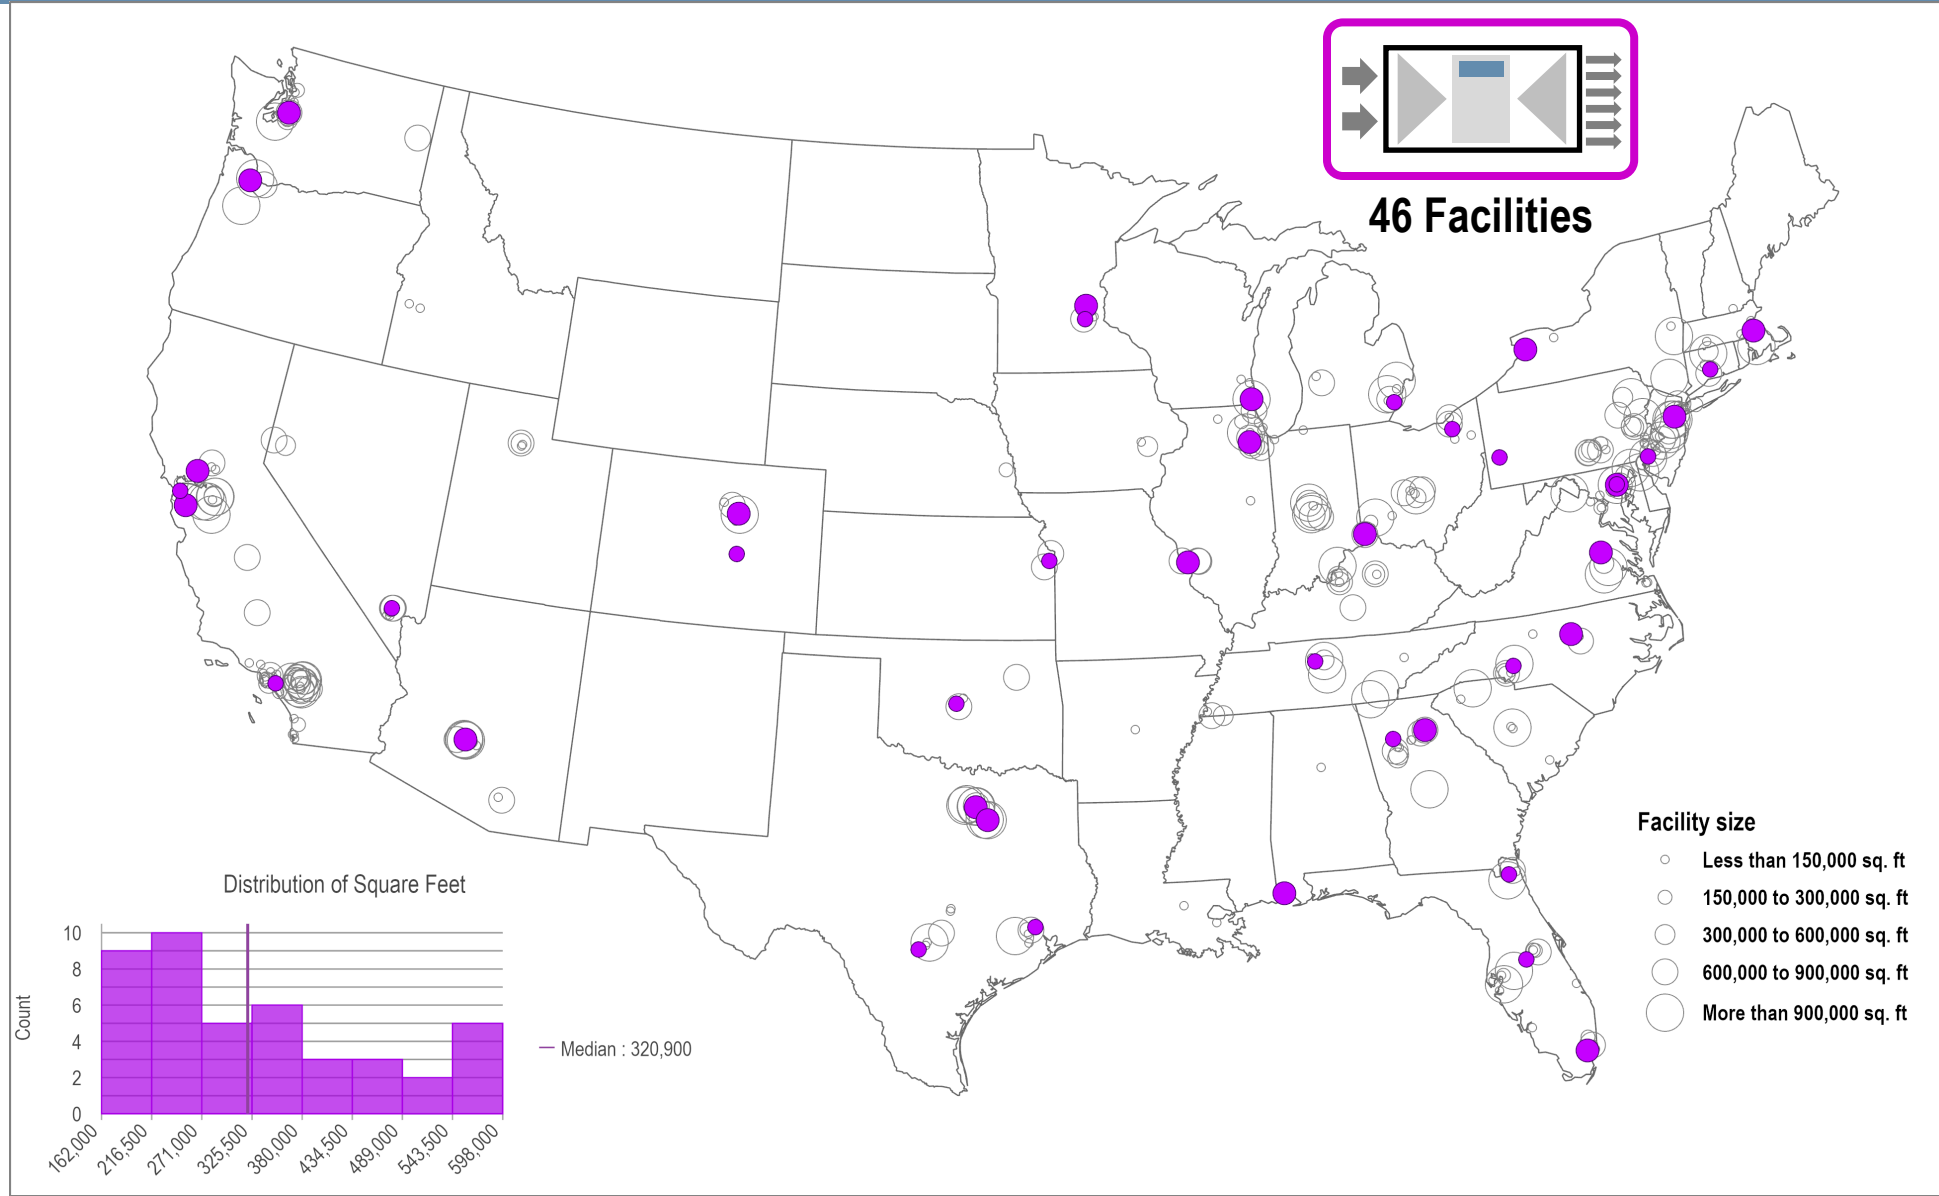 46 Facilities
Facility size
Less than 150,000 sq. ft
150,000 to 300,000 sq. ft
300,000 to 600,000 sq. ft
600,000 to 900,000 sq. ft
More than 900,000 sq. ft
Distribution of Square Feet
Count
10
8
6
4
2
0
162,000
216,500
271,000
325,500
380,000
434,500
489,000
543,500
598,000
Median : 320,900